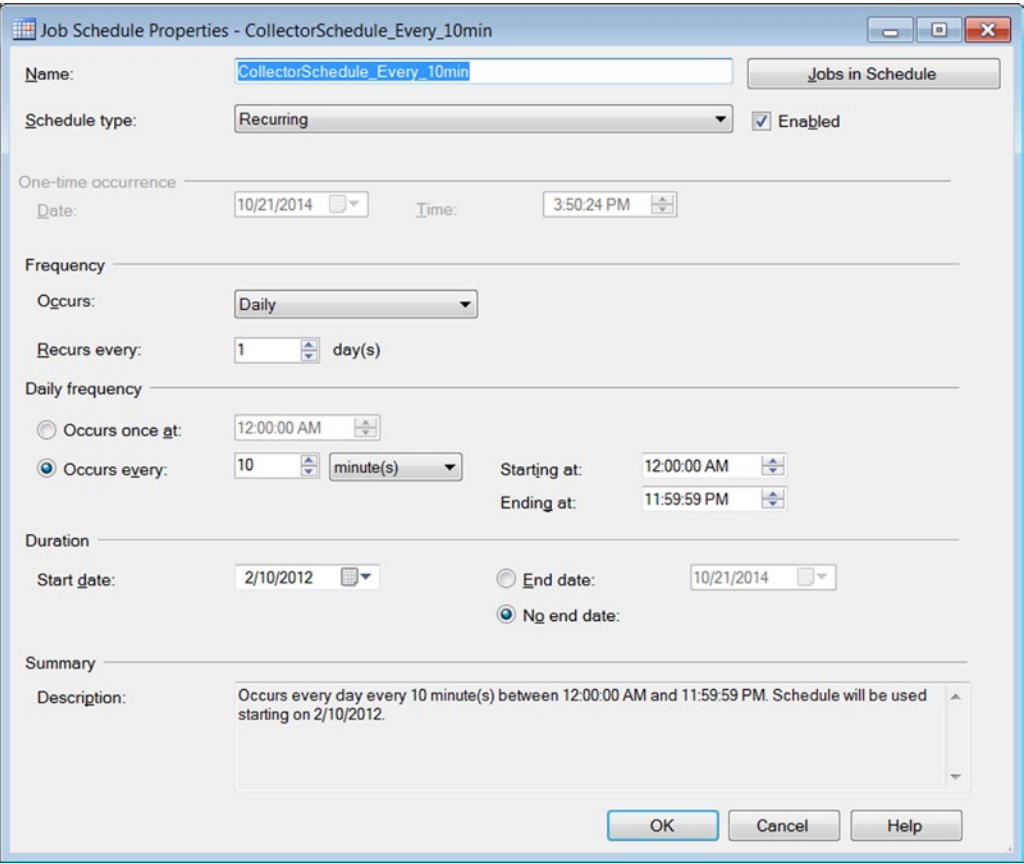 Job Schedule Properties - CollectorSchedule_Every_10min
Name: CollectorSchedule_Every_10min Jobs in Schedule
Schedule type: Recurring Enabled
One-time occurrence
Date: 10/21/2014 Time: 3:50:24 PM
Frequency
Occurs: Daily
Recurs every: 1 day(s)
Daily frequency
Occurs once at: 12:00:00 AM
Occurs every: 10 minute(s) Starting at: 12:00:00 AM
Ending at: 11:59:59 PM
Duration
Start date: 2/10/2012 End date: 10/21/2014
No end date:
Summary
Description: Occurs every day every 10 minute(s) between 12:00:00 AM and 11:59:59 PM. Schedule will be used
starting on 2/10/2012.
OK Cancel Help